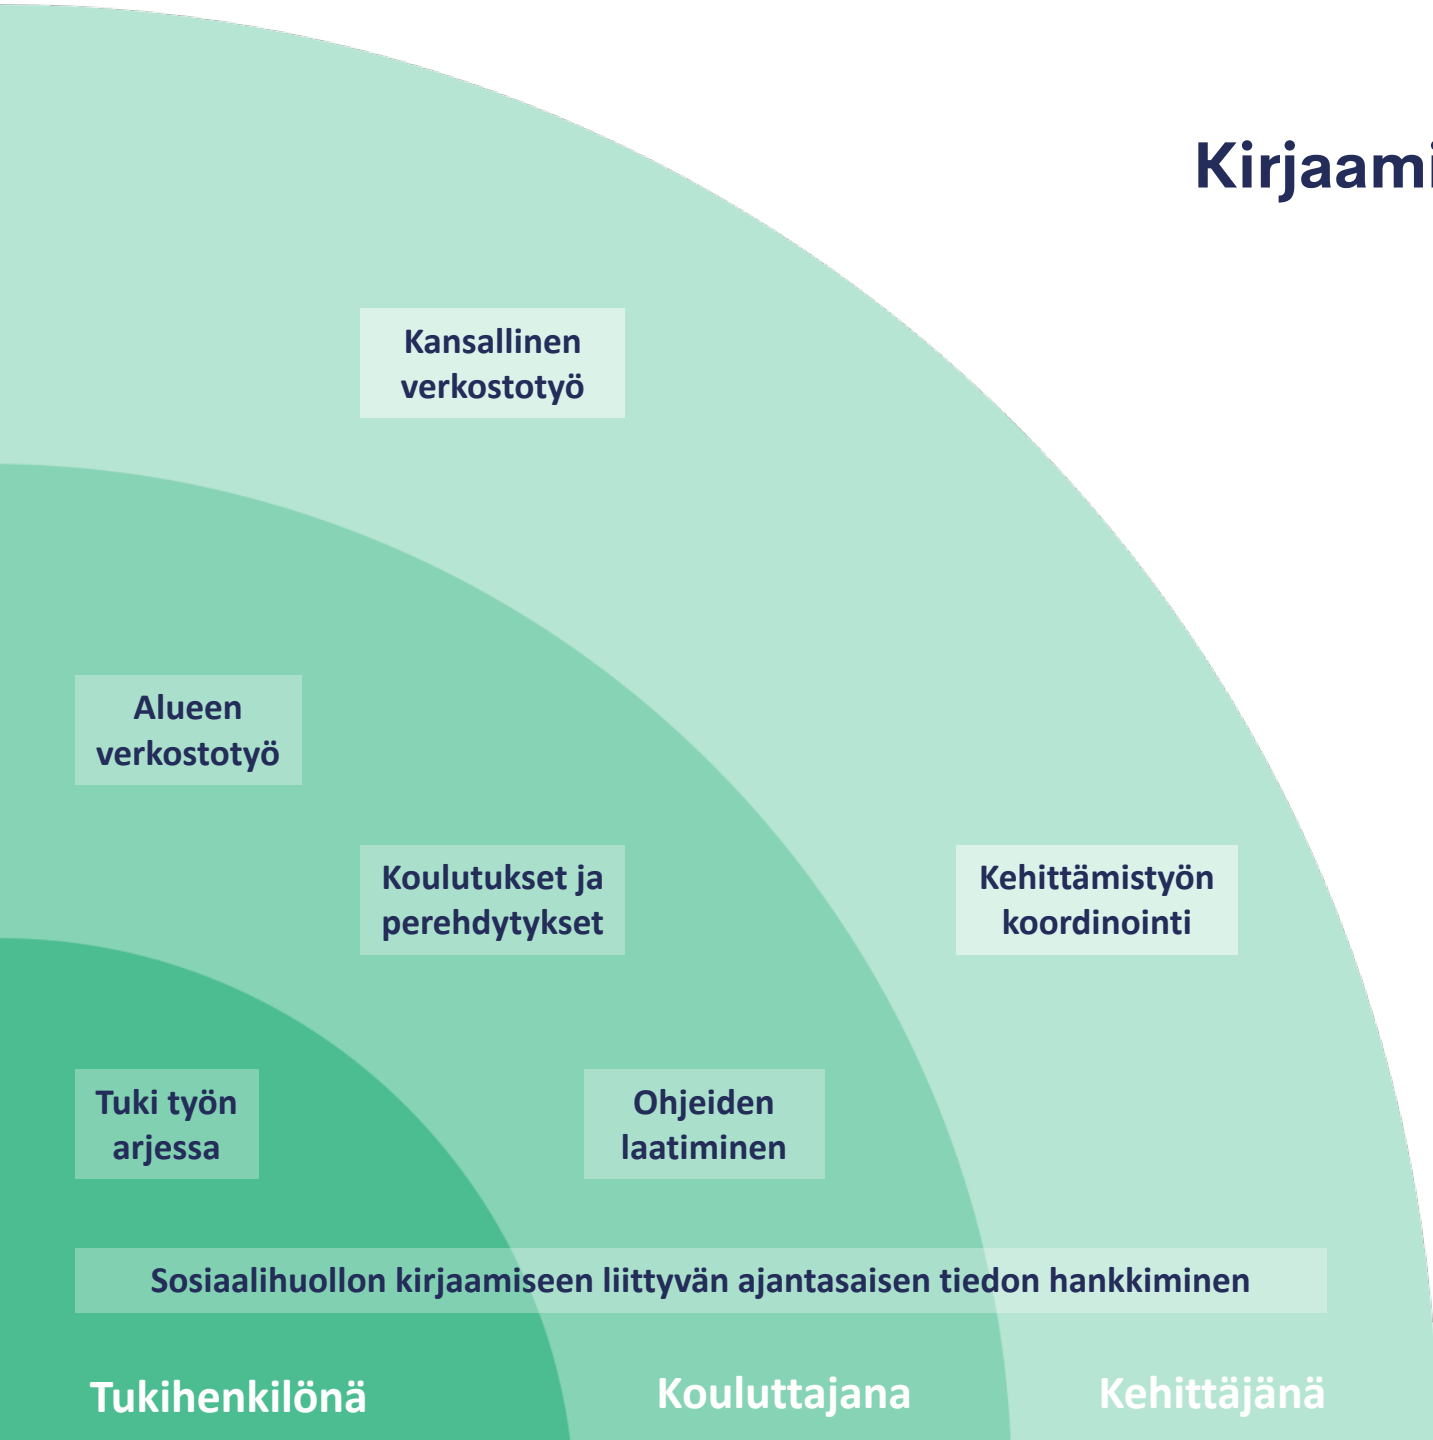 Kirjaami
Kansallinen
verkostotyö
Alueen
verkostotyö
Koulutukset ja
perehdytykset
Kehittämistyön
koordinointi
Tuki työn
arjessa
Ohjeiden
laatiminen
Sosiaalihuollon kirjaamiseen liittyvän ajantasaisen tiedon hankkiminen
Tukihenkilönä
Kouluttajana
Kehittäjänä